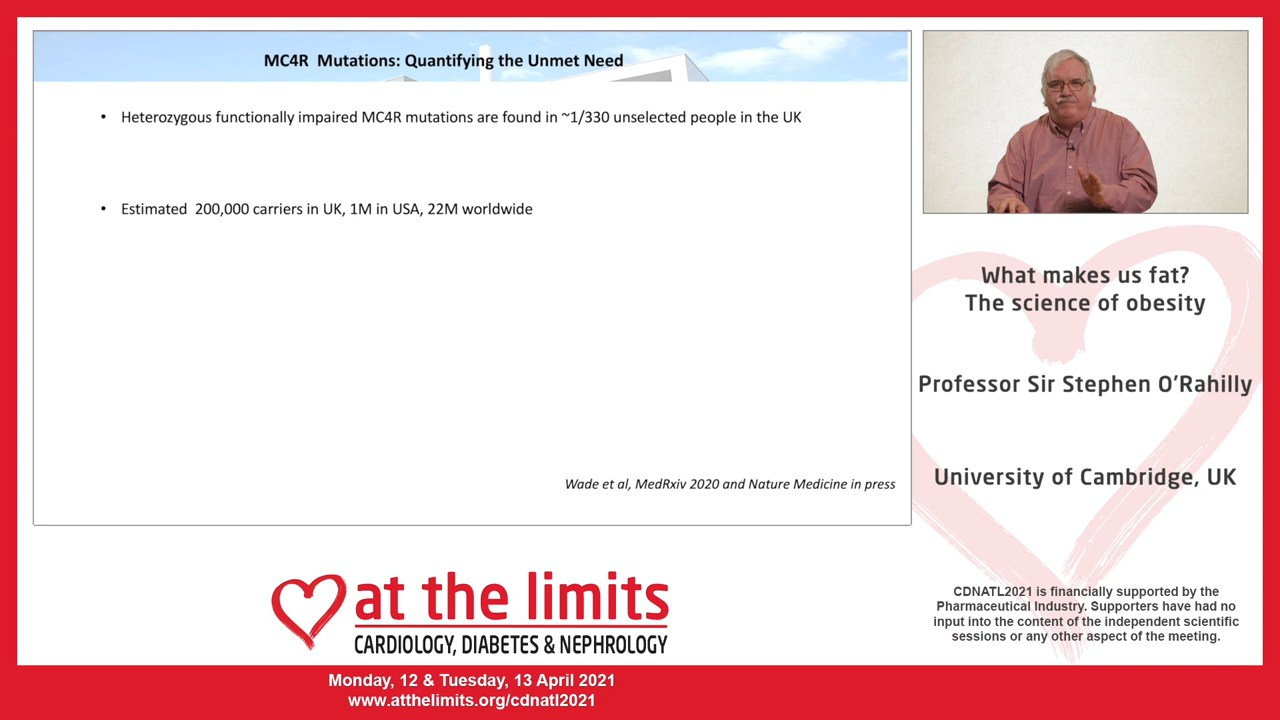 MC4R Mutations: Quantifying the Unmet Need
• Heterozygous functionally impaired MC4R mutations are found in ~1/330 unselected people in the UK
• Estimated 200,000 carriers in UK, 1M in USA, 22M worldwide
Wade et al, MedRxiv 2020 and Nature Medicine in press
What makes us fat?
The science of obesity
Professor Sir Stephen O'Rahilly
University of Cambridge, UK
CDNATL2021 is financially supported by the
Pharmaceutical Industry. Supporters have had no
input into the content of the independent scientific
sessions or any other aspect of the meeting.
at the limits
CARDIOLOGY, DIABETES & NEPHROLOGY
Monday, 12 & Tuesday, 13 April 2021
www.atthelimits.org/cdnatl2021